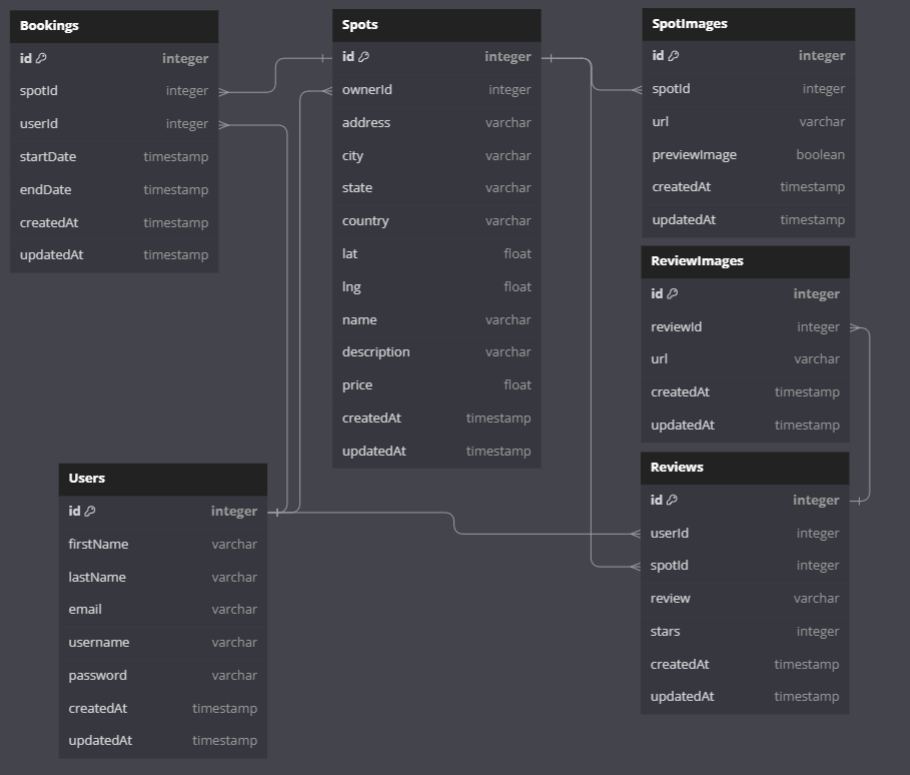 Bookings
id integer
spotId integer
userId integer
startDate timestamp
endDate timestamp
createdAt timestamp
updatedAt timestamp
Spots
id integer
ownerId integer
address varchar
city varchar
state varchar
country varchar
lat float
lng float
name varchar
description varchar
price float
createdAt timestamp
updatedAt timestamp
SpotImages
id integer
spotId integer
url varchar
previewImage boolean
createdAt timestamp
updatedAt timestamp
ReviewImages
id integer
reviewId integer
url varchar
createdAt timestamp
updatedAt timestamp
Users
id integer
firstName varchar
lastName varchar
email varchar
username varchar
password varchar
createdAt timestamp
updatedAt timestamp
Reviews
id integer
userId integer
spotId integer
review varchar
stars integer
createdAt timestamp
updatedAt timestamp